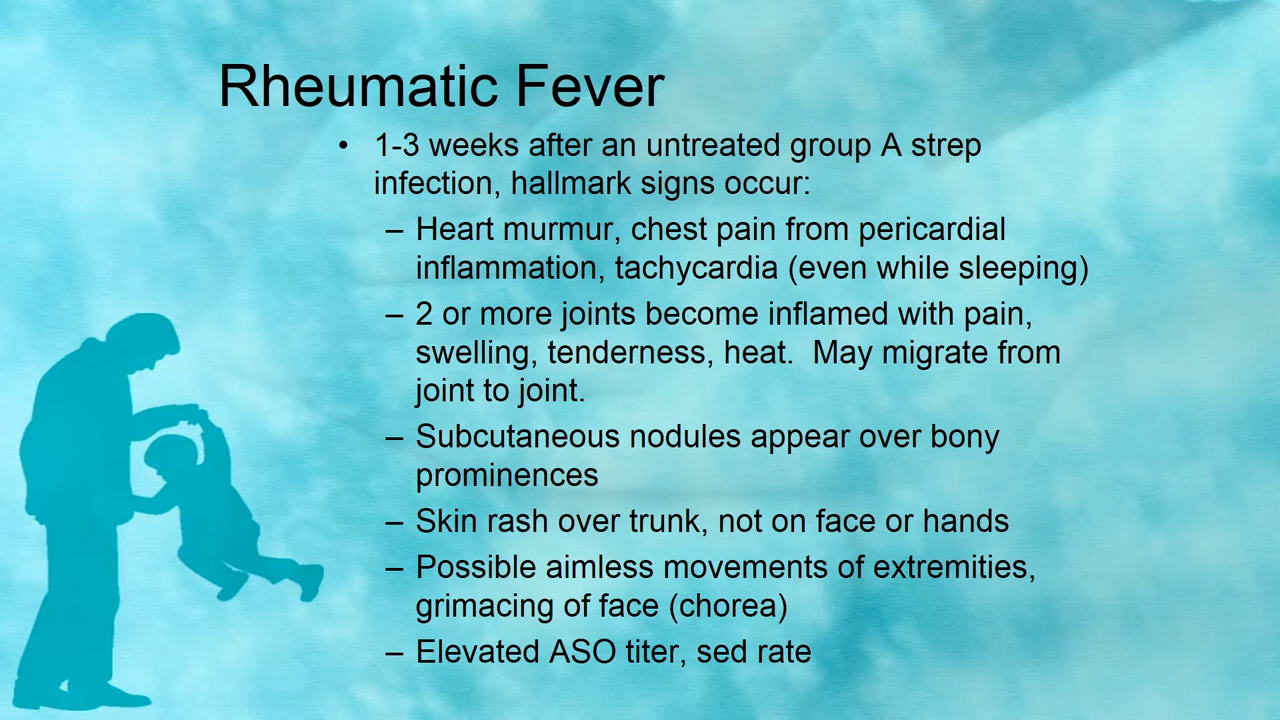 Rheumatic Fever
• 1-3 weeks after an untreated group A strep
infection, hallmark signs occur:
– Heart murmur, chest pain from pericardial
inflammation, tachycardia (even while sleeping)
– 2 or more joints become inflamed with pain,
swelling, tenderness, heat.  May migrate from
joint to joint.
– Subcutaneous nodules appear over bony
prominences
– Skin rash over trunk, not on face or hands
– Possible aimless movements of extremities,
grimacing of face (chorea)
– Elevated ASO titer, sed rate